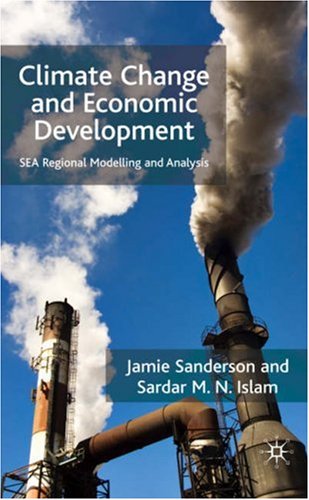 Climate Change
and Economic
Development
SEA Regional Modelling and Analysis
Jamie Sanderson and
Sardar M. N. Islam